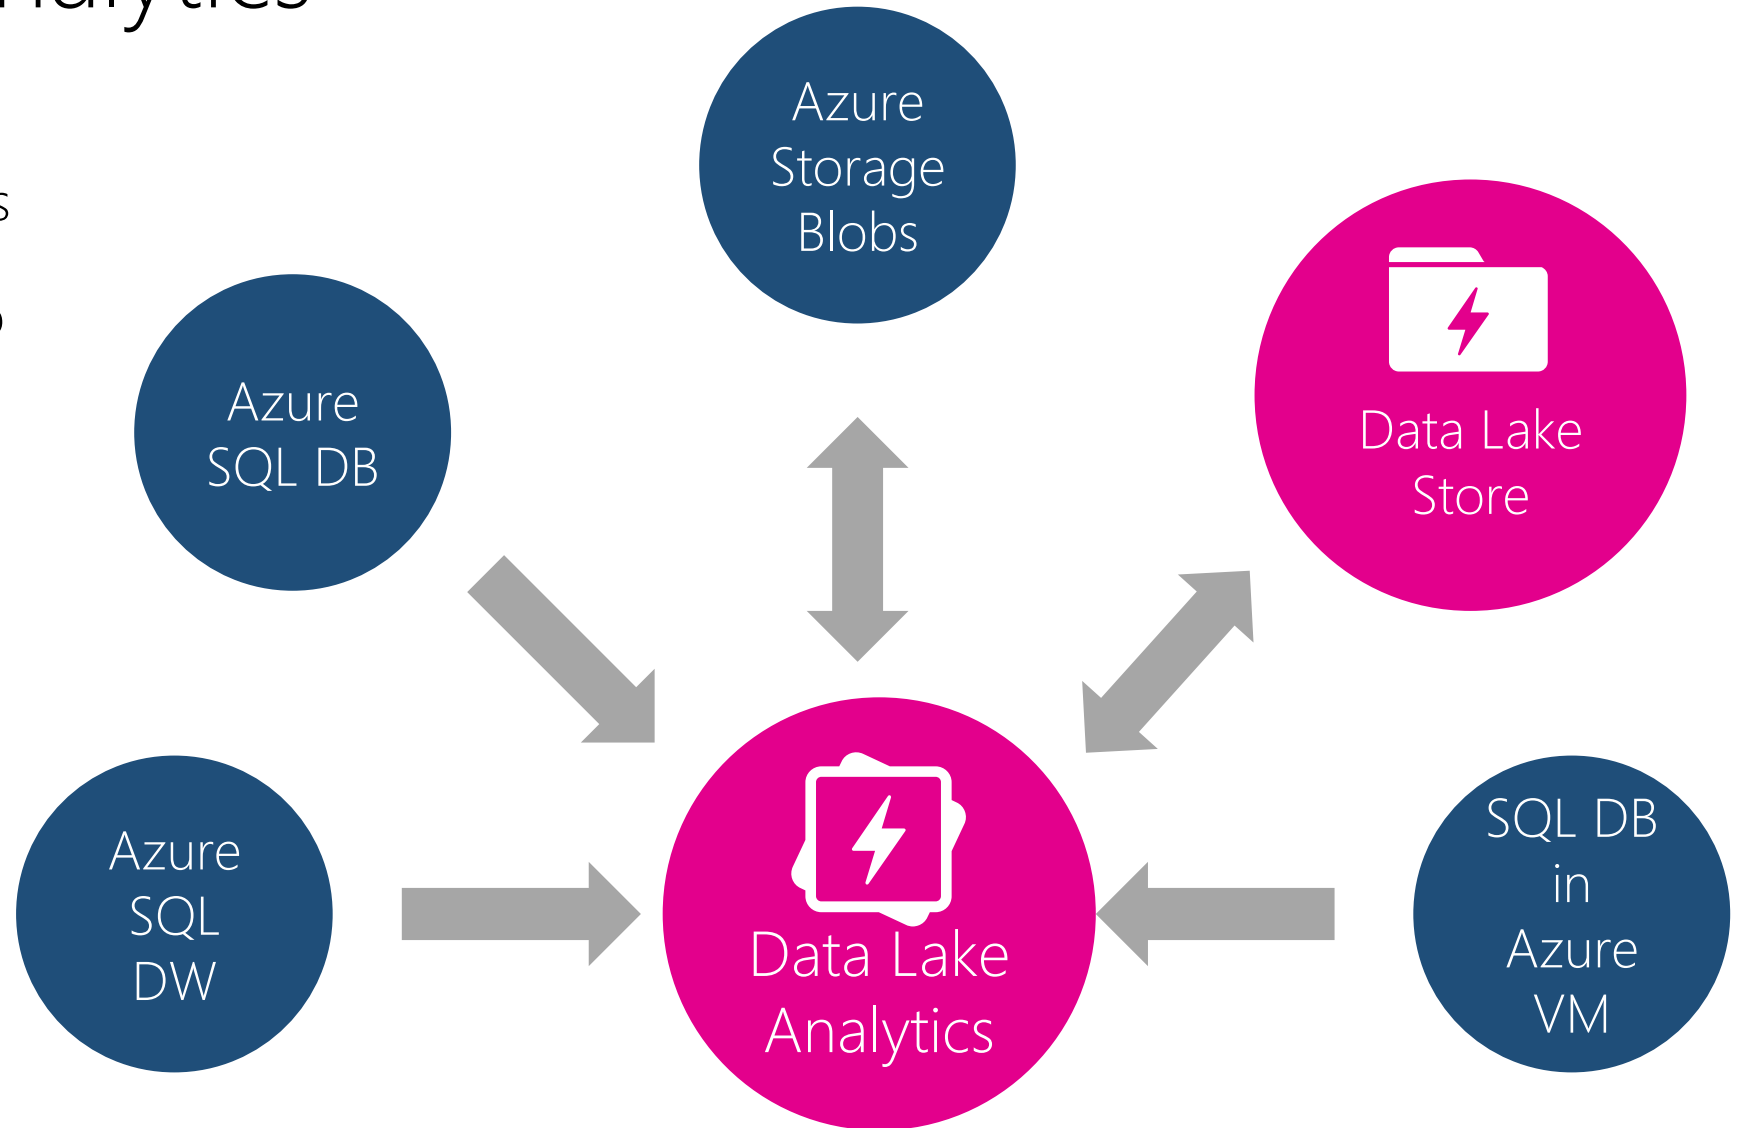 Azure
Storage
Blobs
Data Lake
Store
Azure
SQL DB
Azure
SQL
DW
Data Lake
Analytics
SQL DB
in
Azure
VM